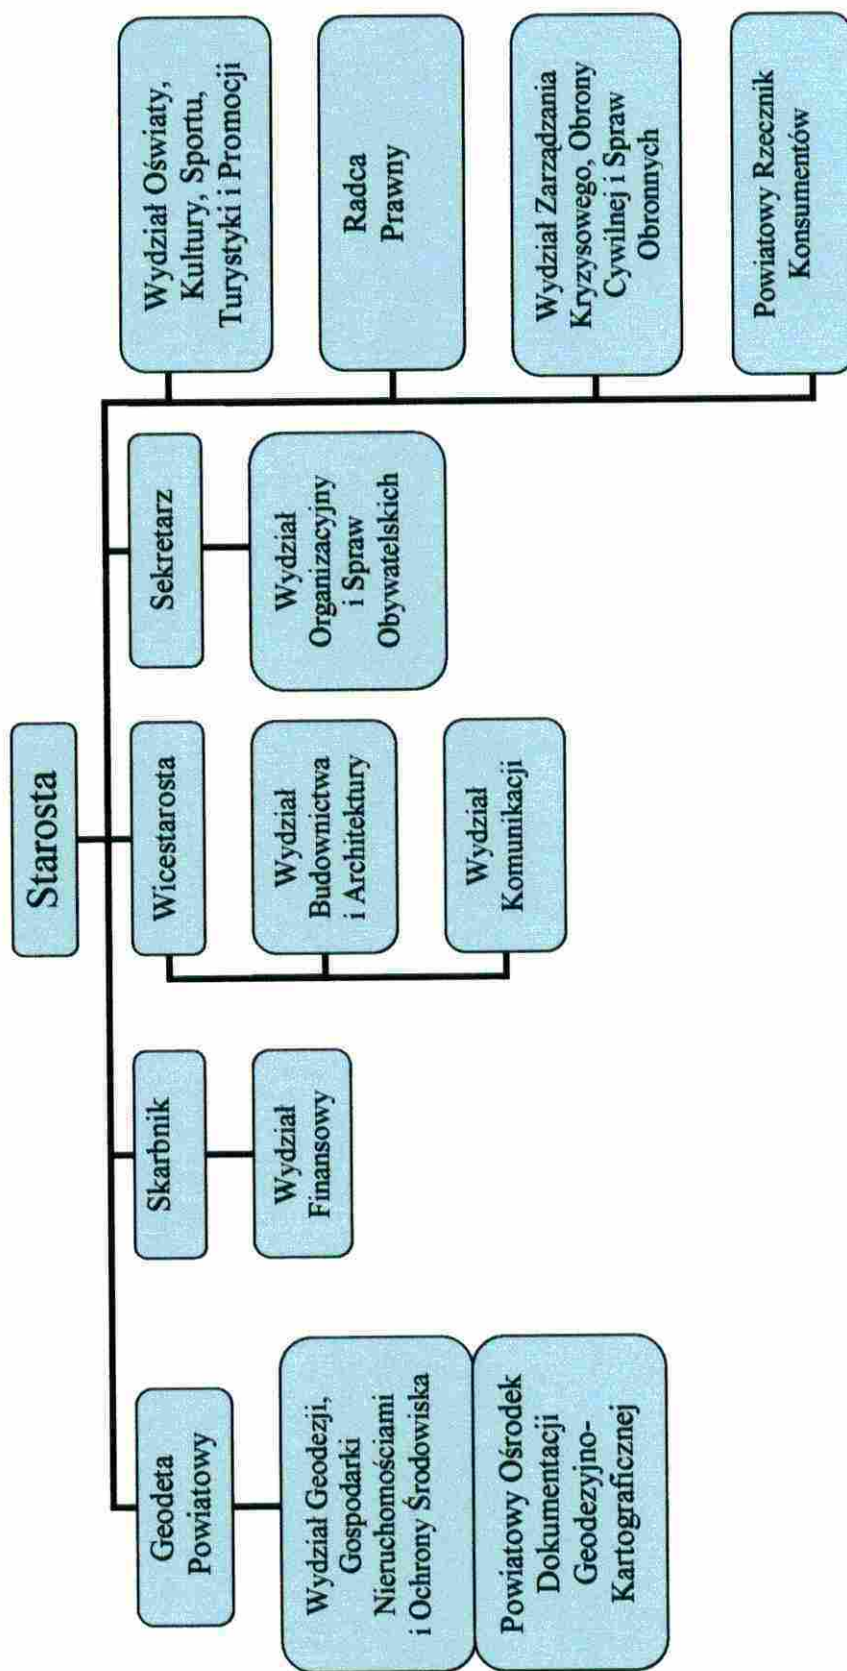 Starosta
Geodeta
Powiatowy
Wydział Geodezji,
Gospodarki
Nieruchomościami
i Ochrony Środowiska
Powiatowy Ośrodek
Dokumentacji
Geodezyjno-
Kartograficznej
Skarbnik
Wydział
Finansowy
Wicestarosta
Wydział
Budownictwa
i Architektury
Wydział
Komunikacji
Sekretarz
Wydział
Organizacyjny
i Spraw
Obywatelskich
Wydział Oświaty,
Kultury, Sportu,
Turystyki i Promocji
Radca
Prawny
Wydział Zarządzania
Kryzysowego, Obrony
Cywilnej i Spraw
Obronnych
Powiatowy Rzecznik
Konsumentów